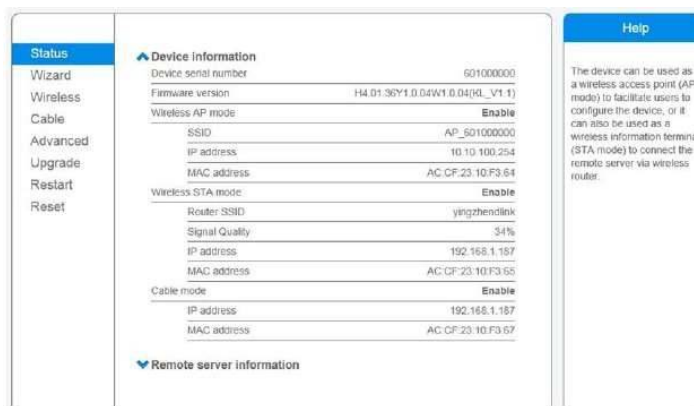 Status
Wizard
Wireless
Cable
Advanced
Upgrade
Restart
Reset
Device information
Device serial number 601000000
Firmware version H4.01.36Y1.0.04W1.0.04(KL_V1.1)
Wireless AP mode Enable
SSID AP_601000000
IP address 10.10.100.254
MAC address AC:CF:23:10:F3:64
Wireless STA mode Enable
Router SSID yingzhendlink
Signal Quality 34%
IP address 192.168.1.187
MAC address AC:CF:23:10:F3:65
Cable mode Enable
IP address 192.168.1.187
MAC address AC:CF:23:10:F3:67
Remote server information
Help
The device can be used as
a wireless access point (AP
mode) to facilitate users to
configure the device, or it
can also be used as a
wireless information termina
(STA mode) to connect the
remote server via wireless
router.